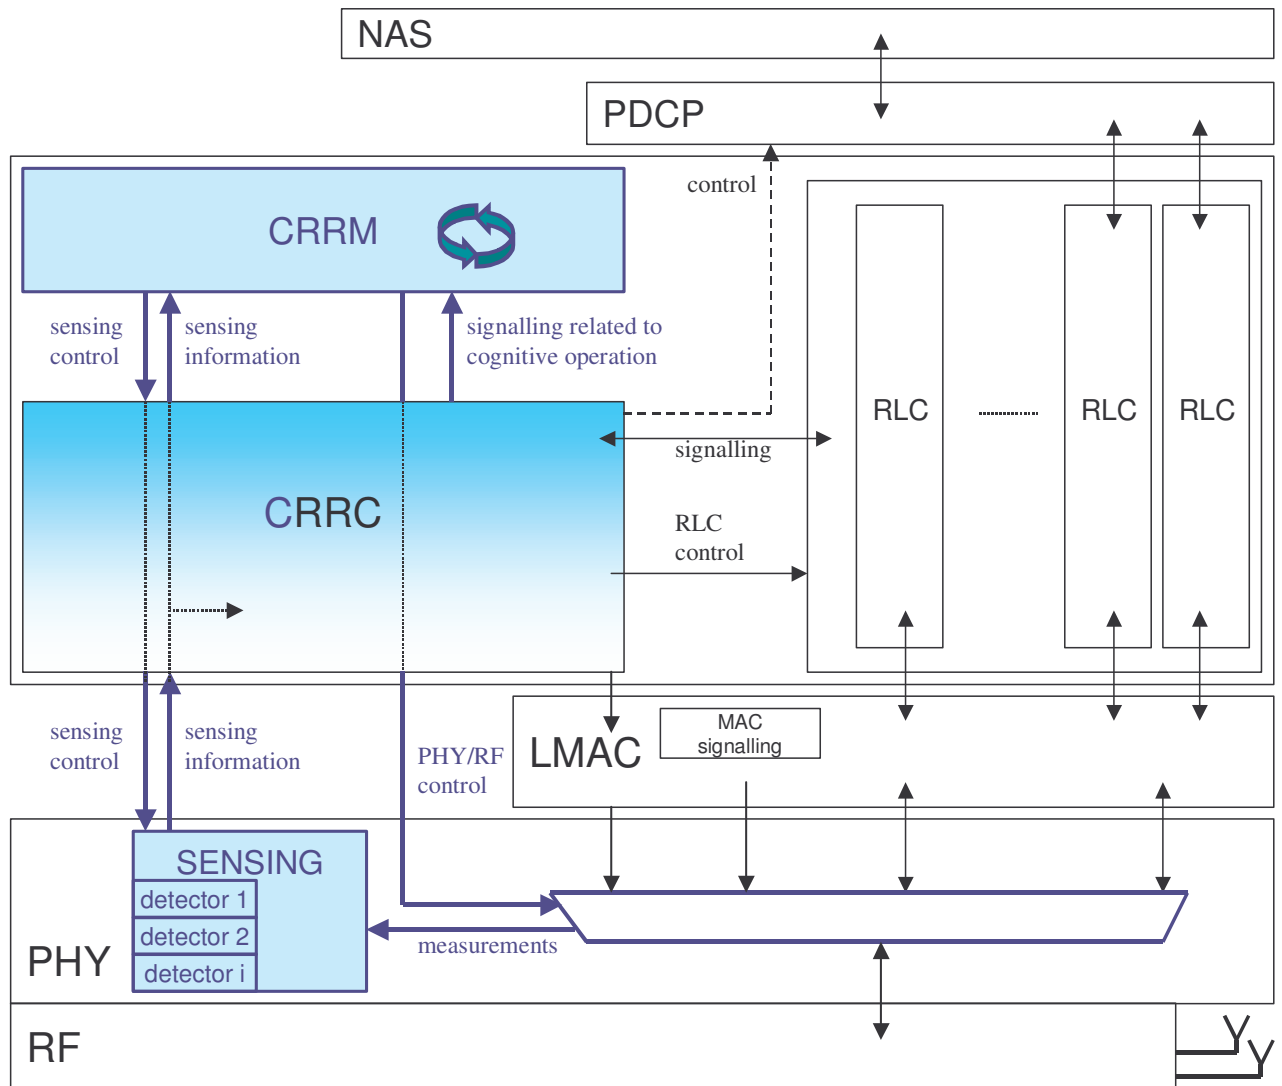 NAS
PDCP
control
CRRM
sensing
control
sensing
information
signalling related to
cognitive operation
RLC
RLC
RLC
signalling
CRRC
RLC
control
sensing
control
sensing
information
PHY/RF
control
LMAC
MAC
signalling
SENSING
detector 1
detector 2
detector i
measurements
PHY
RF